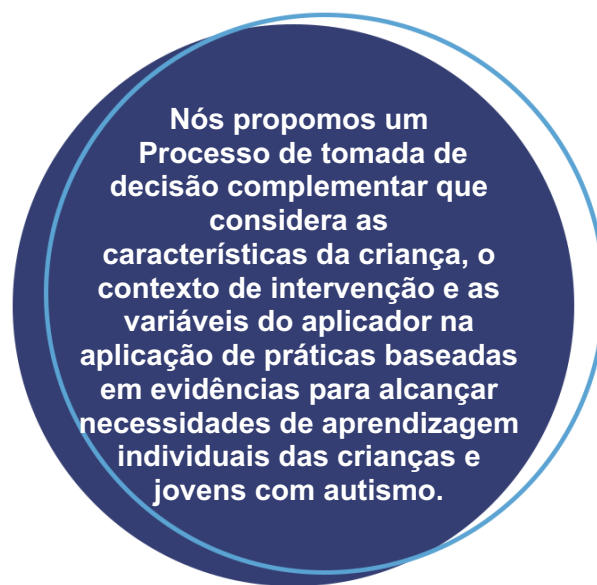 Nós propomos um
Processo de tomada de
decisão complementar que
considera as
características da criança, o
contexto de intervenção e as
variáveis do aplicador na
aplicação de práticas baseadas
em evidências para alcançar
necessidades de aprendizagem
individuais das crianças e
jovens com autismo.